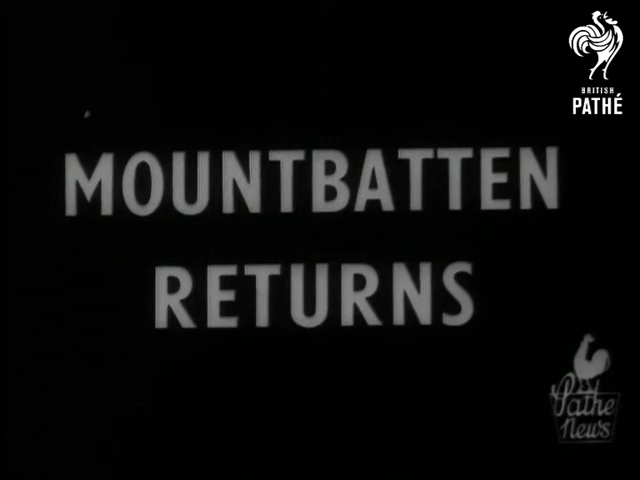 BRITISH
PATHÉ
MOUNTBATTEN
RETURNS
Pathe
News